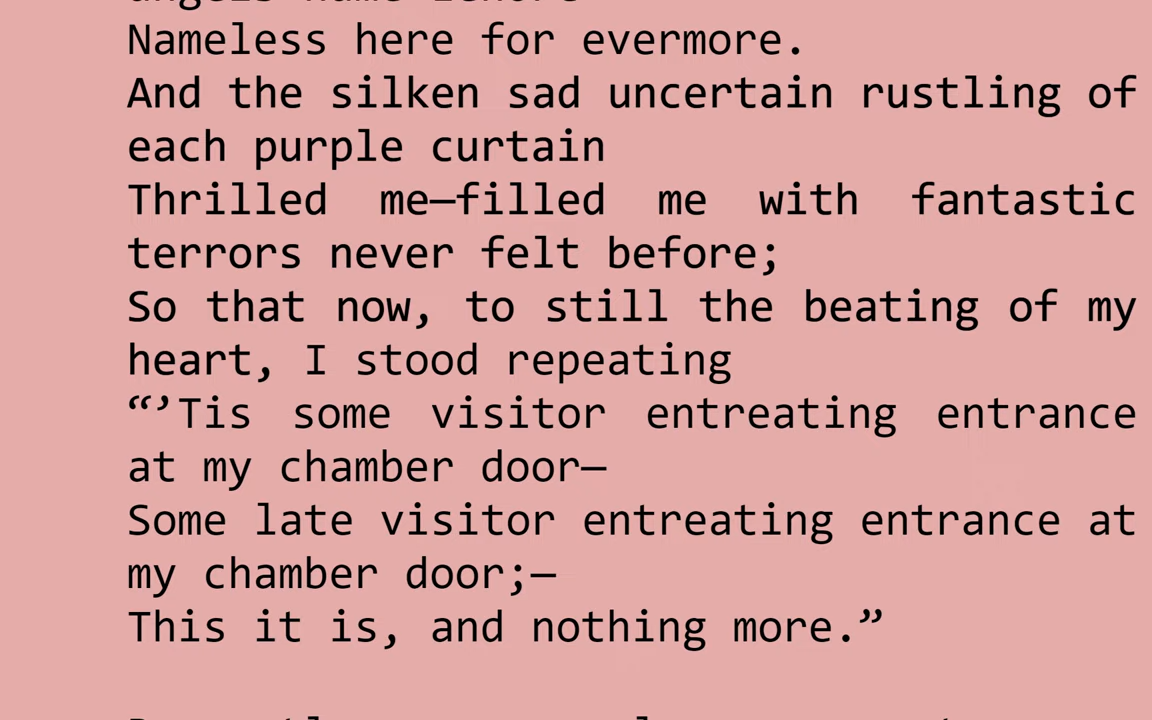 Nameless here for evermore.
And the silken sad uncertain rustling of
each purple curtain
Thrilled me—filled me with fantastic
terrors never felt before;
So that now, to still the beating of my
heart, I stood repeating
“’Tis some visitor entreating entrance
at my chamber door—
Some late visitor entreating entrance at
my chamber door;—
This it is, and nothing more.”